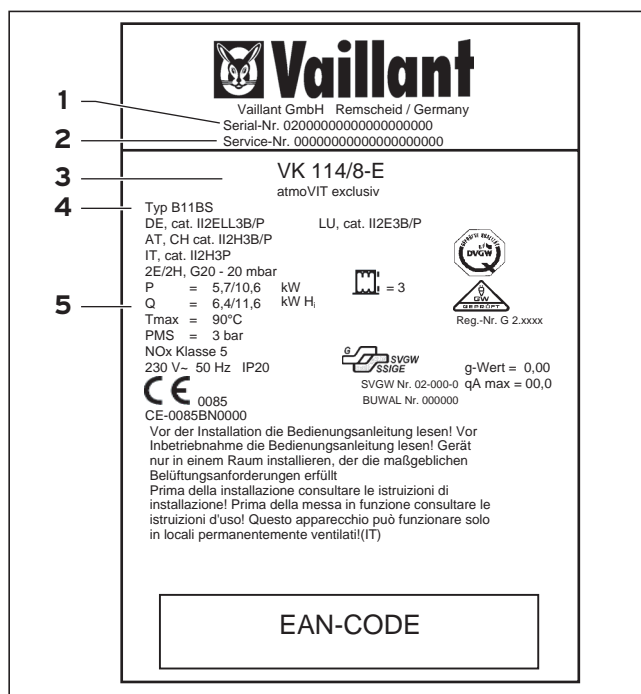 Vaillant
Vaillant GmbH Remscheid / Germany
1 Serial-Nr. 02000000000000000000
2 Service-Nr. 00000000000000000000
3 VK 114/8-E
atmoVIT exclusiv
4 Typ B11BS
DE, cat. II2ELL3B/P LU, cat. II2E3B/P
AT, CH cat. II2H3B/P
IT, cat. II2H3P
2E/2H, G20 - 20 mbar
DVGW
P = 5,7/10,6 kW = 3
5 Q = 6,4/11,6 kW Hi
GW
GEPRÜFT
Tmax = 90°C Reg.-Nr. G 2.xxxx
PMS = 3 bar
NOx Klasse 5
G SVGW
SSIGE
230 V~ 50 Hz IP20 g-Wert = 0,00
SVGW Nr. 02-000-0 qA max = 00,0
CE 0085 BUWAL Nr. 000000
CE-0085BN0000
Vor der Installation die Bedienungsanleitung lesen! Vor
Inbetriebnahme die Bedienungsanleitung lesen! Gerät
nur in einem Raum installieren, der die maßgeblichen
Belüftungsanforderungen erfüllt
Prima della installazione consultare le istruzioni di
installazione! Prima della messa in funzione consultare le
istruzioni d'uso! Questo apparecchio può funzionare solo
in locali permanentemente ventilati!(IT)
EAN-CODE